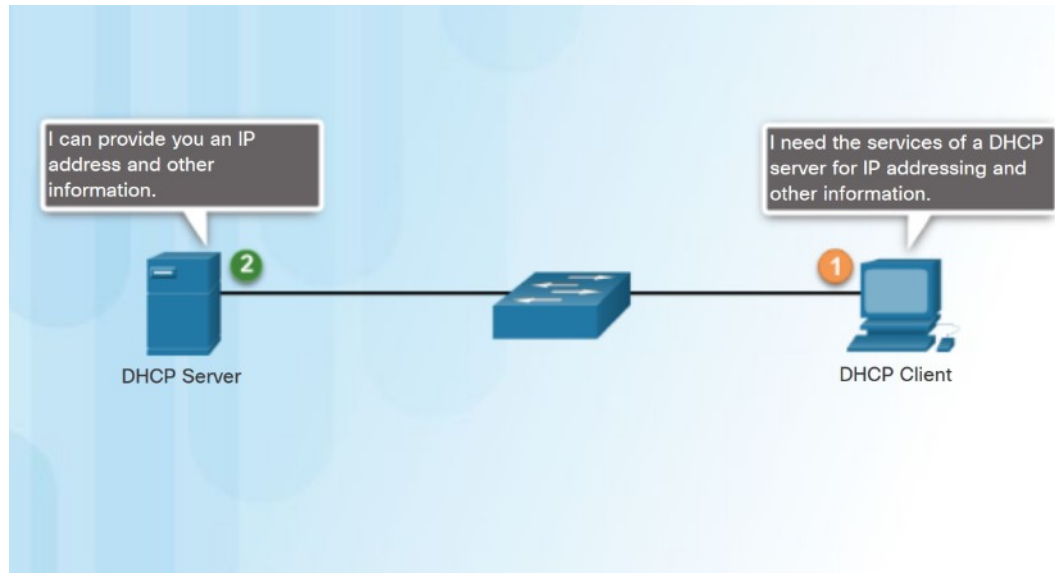 I can provide you an IP
address and other
information.
I need the services of a DHCP
server for IP addressing and
other information.
2
1
DHCP Server
DHCP Client